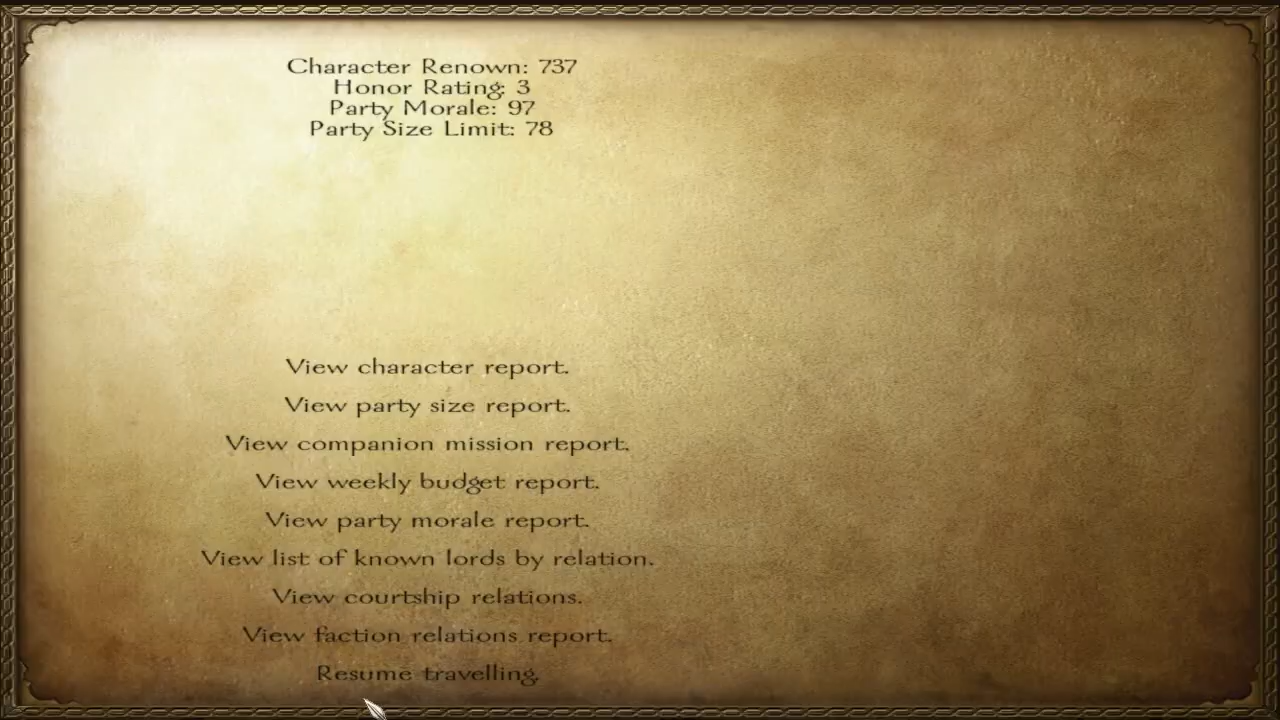 Character Renown: 737
Honor Rating: 3
Party Morale: 97
Party Size Limit: 78
View character report.
View party size report.
View companion mission report.
View weekly budget report.
View party morale report.
View list of known lords by relation.
View courtship relations.
View faction relations report.
Resume travelling.